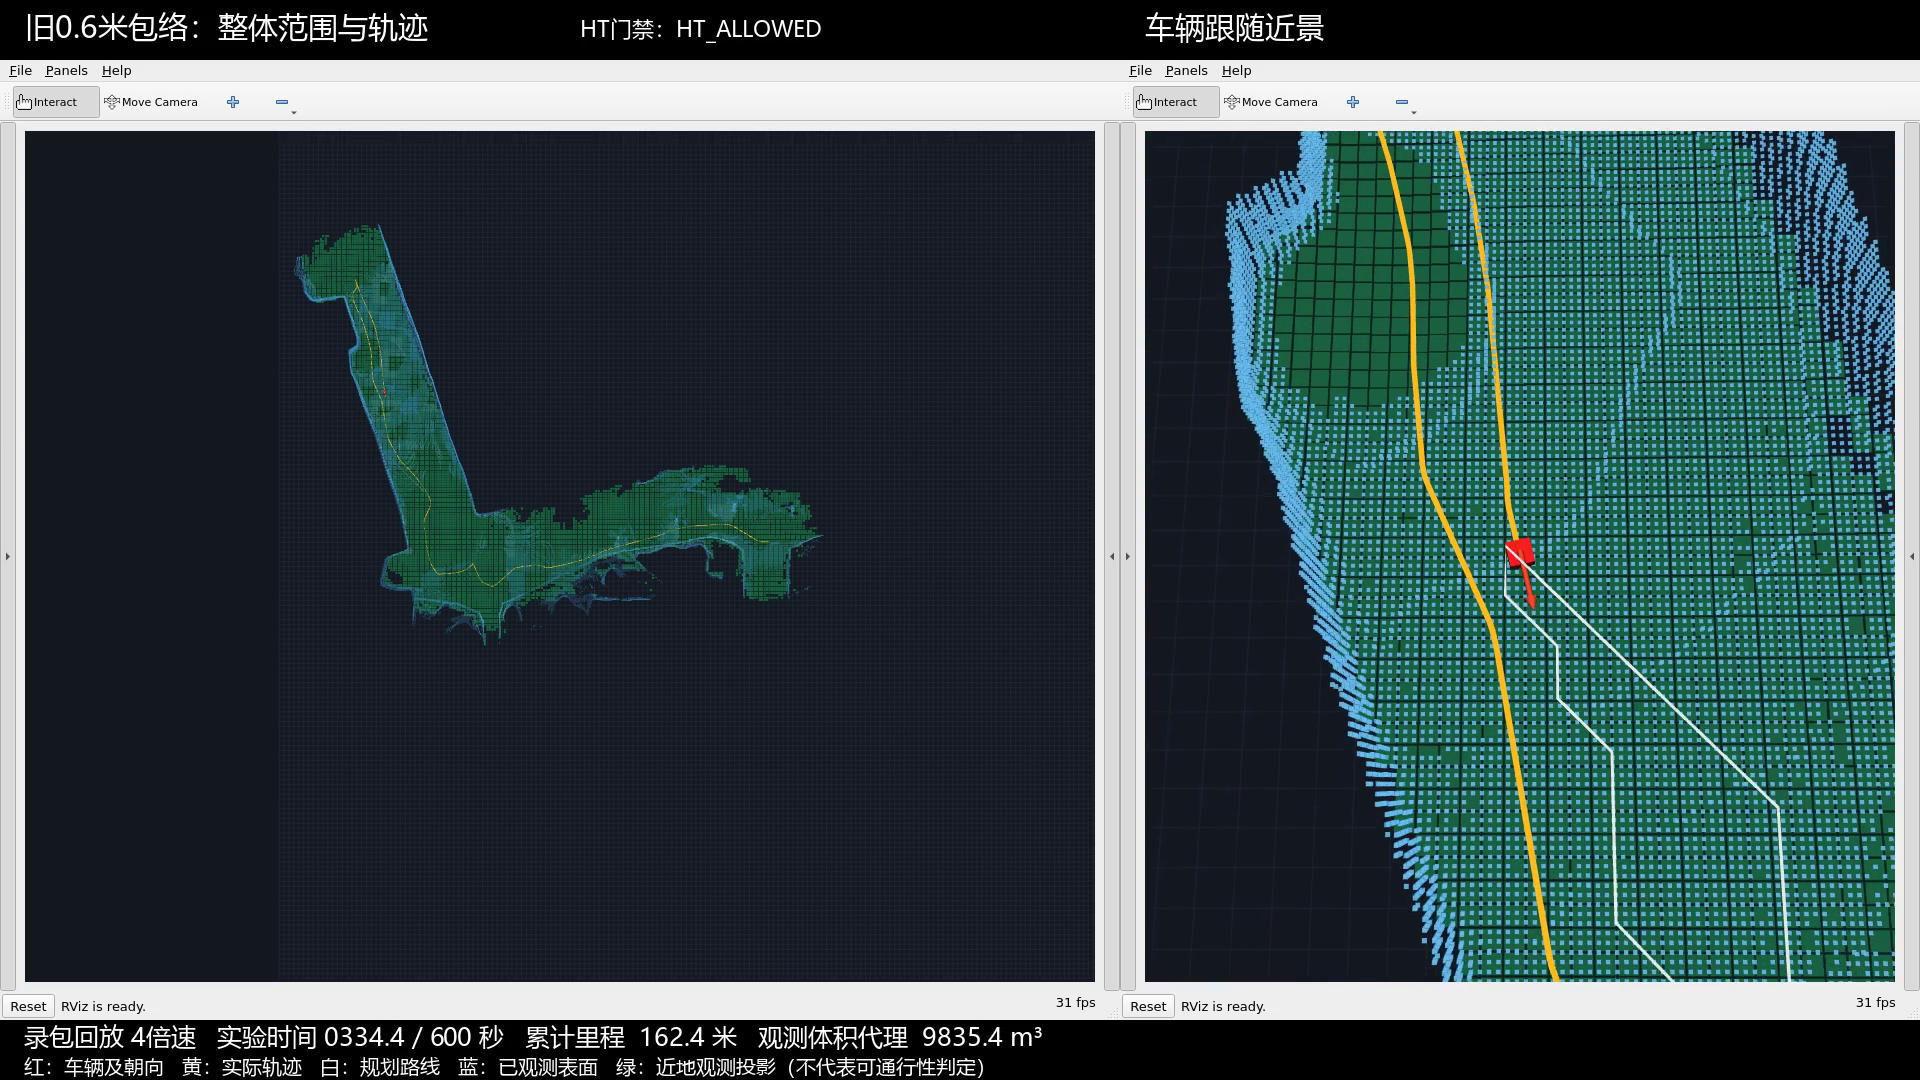 旧0.6米包络：整体范围与轨迹
HT门禁：HT_ALLOWED
车辆跟随近景
File Panels Help
File Panels Help
Interact Move Camera
Interact Move Camera
Reset RViz is ready. 31 fps
Reset RViz is ready. 31 fps
录包回放 4倍速 实验时间 0334.4 / 600 秒 累计里程 162.4 米 观测体积代理 9835.4 m³
红：车辆及朝向 黄：实际轨迹 白：规划路线 蓝：已观测表面 绿：近地观测投影（不代表可通行性判定）